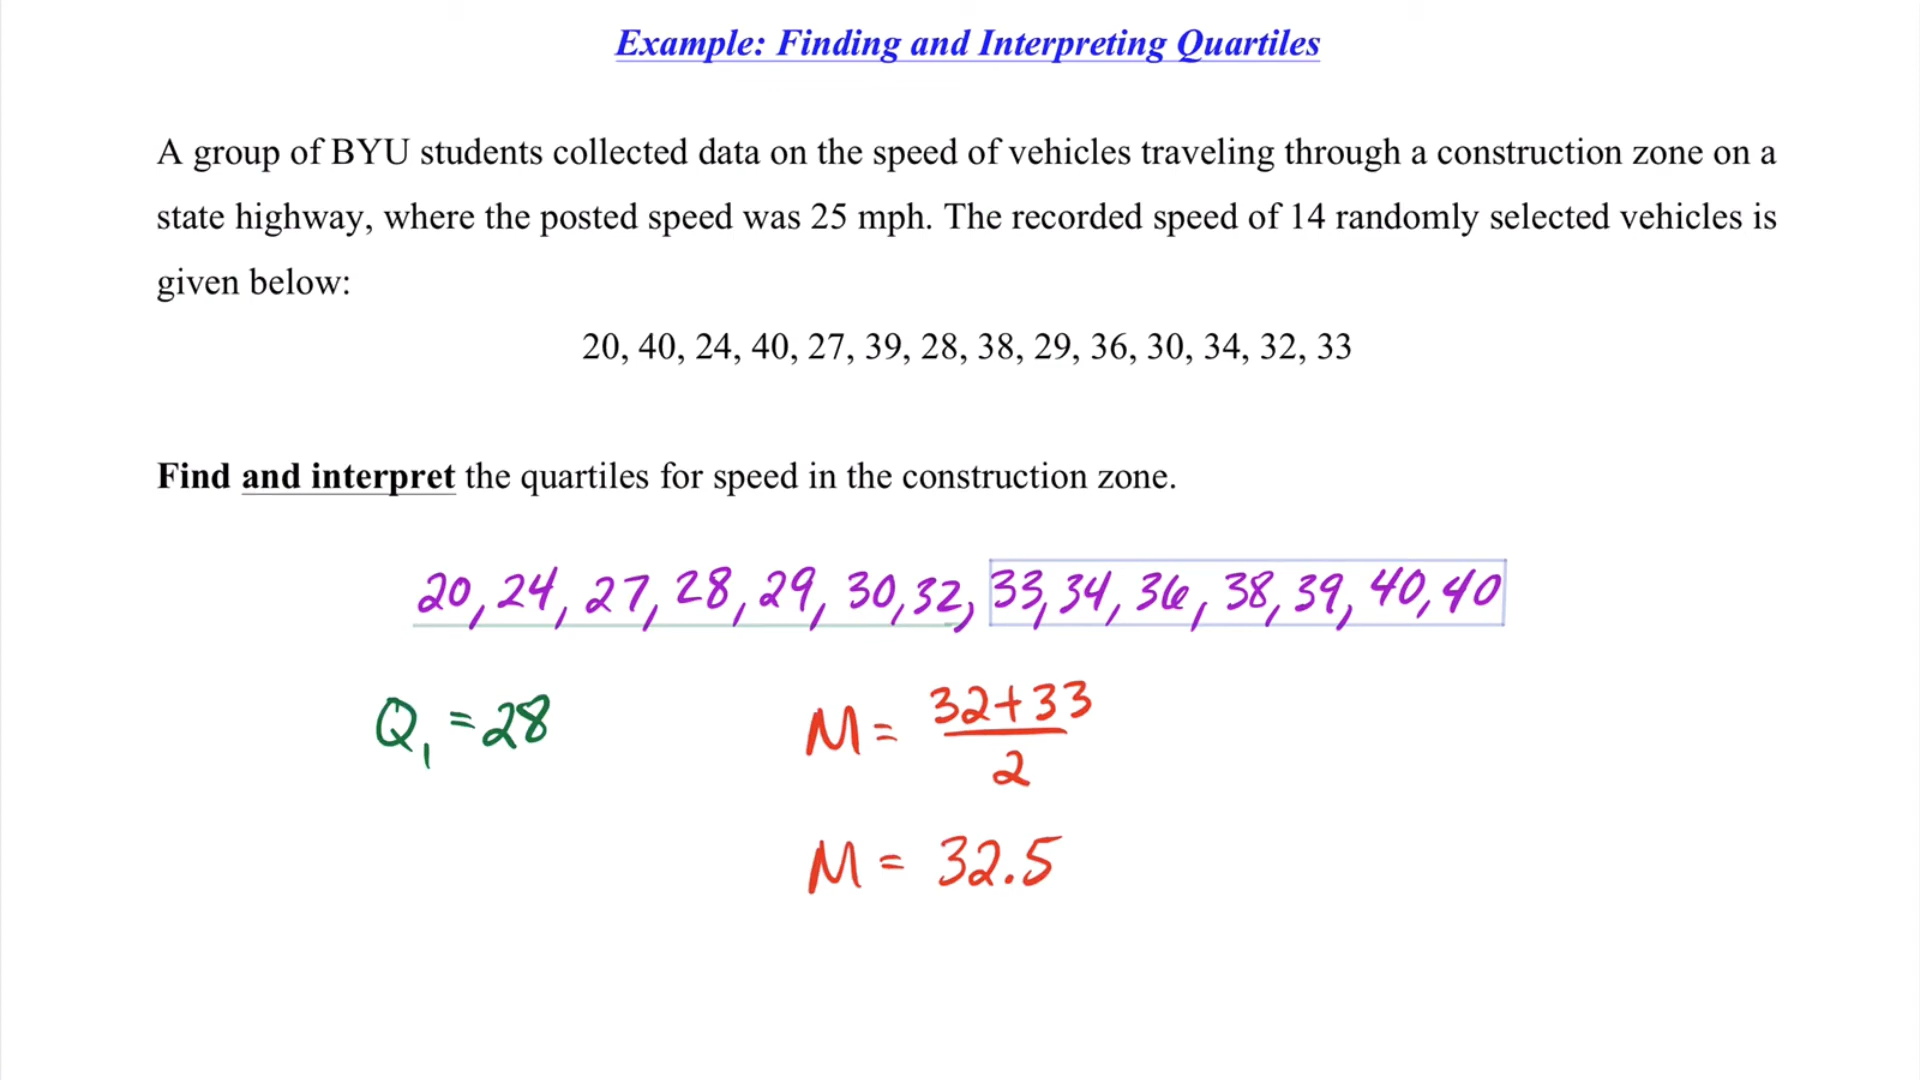 Example: Finding and Interpreting Quartiles
A group of BYU students collected data on the speed of vehicles traveling through a construction zone on a
state highway, where the posted speed was 25 mph. The recorded speed of 14 randomly selected vehicles is
given below:
20, 40, 24, 40, 27, 39, 28, 38, 29, 36, 30, 34, 32, 33
Find and interpret the quartiles for speed in the construction zone.
20, 24, 27, 28, 29, 30, 32, 33, 34, 36, 38, 39, 40, 40
Q₁ = 28
M = 32+33
2
M = 32.5